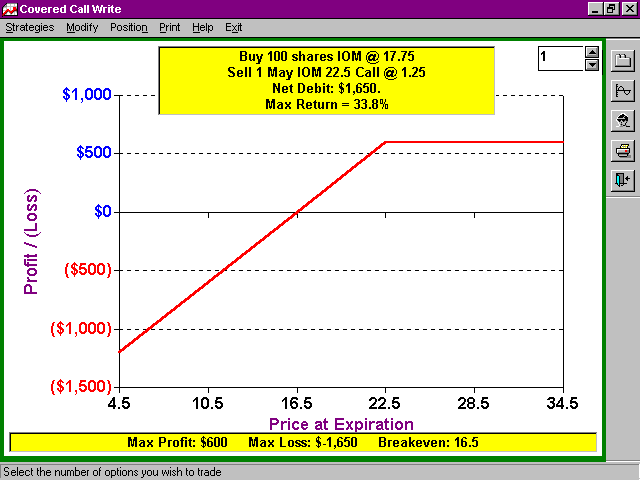 Covered Call Write
Strategies Modify Position Print Help Exit
Buy 100 shares IOM @ 17.75
Sell 1 May IOM 22.5 Call @ 1.25
Net Debit: $1,650.
Max Return = 33.8%
1
$1,000
$500
$0
($500)
($1,000)
($1,500)
Profit / (Loss)
4.5 10.5 16.5 22.5 28.5 34.5
Price at Expiration
Max Profit: $600 Max Loss: $-1,650 Breakeven: 16.5
Select the number of options you wish to trade